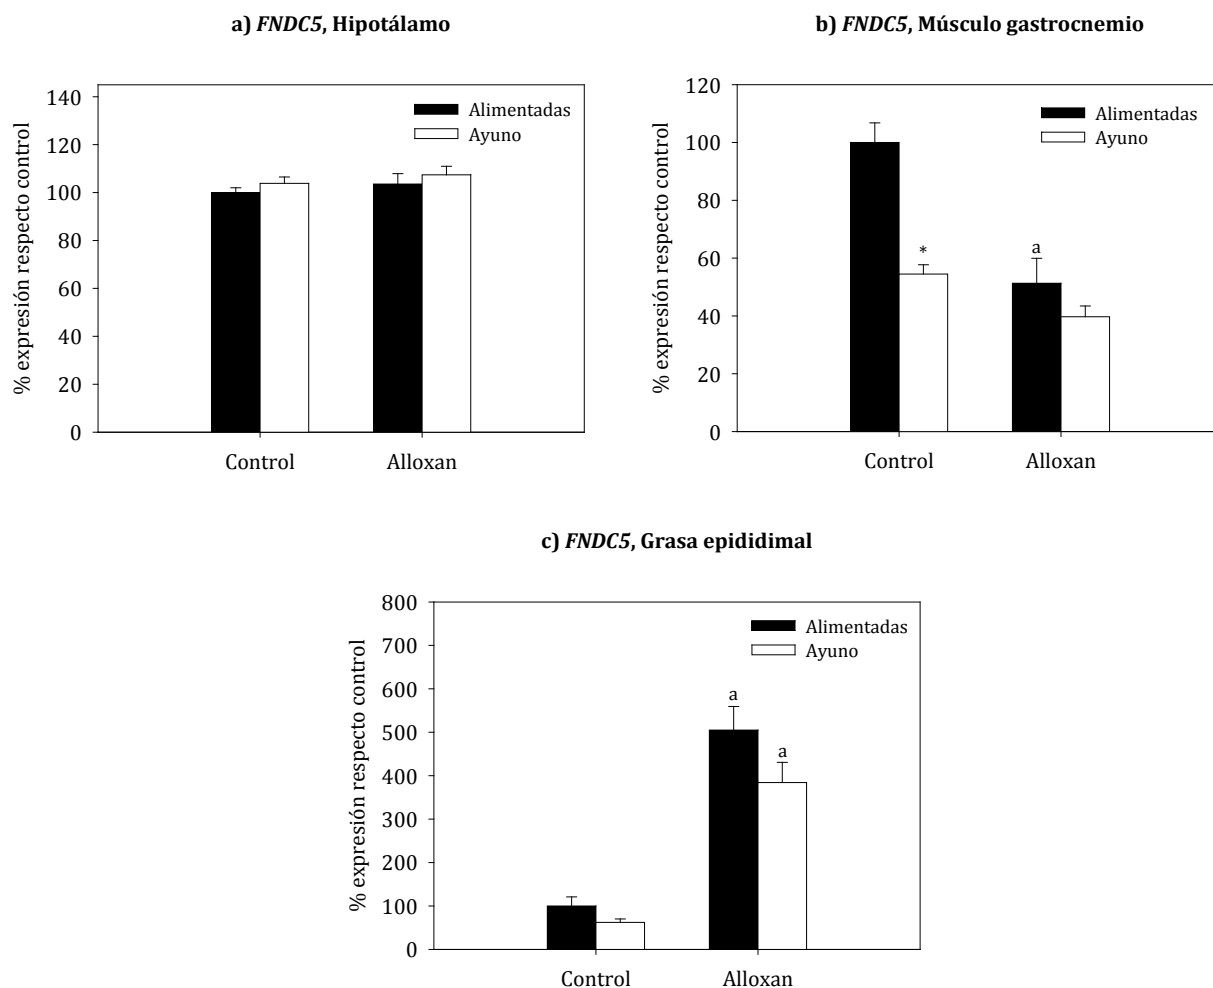 a) FNDC5, Hipotálamo
% expresión respecto control
140
120
100
80
60
40
20
0
Alimentadas
Ayuno
Control
Alloxan
b) FNDC5, Músculo gastrocnemio
% expresión respecto control
120
100
80
60
40
20
0
Alimentadas
Ayuno
*
a
Control
Alloxan
c) FNDC5, Grasa epididimal
% expresión respecto control
800
700
600
500
400
300
200
100
0
Alimentadas
Ayuno
a
a
Control
Alloxan